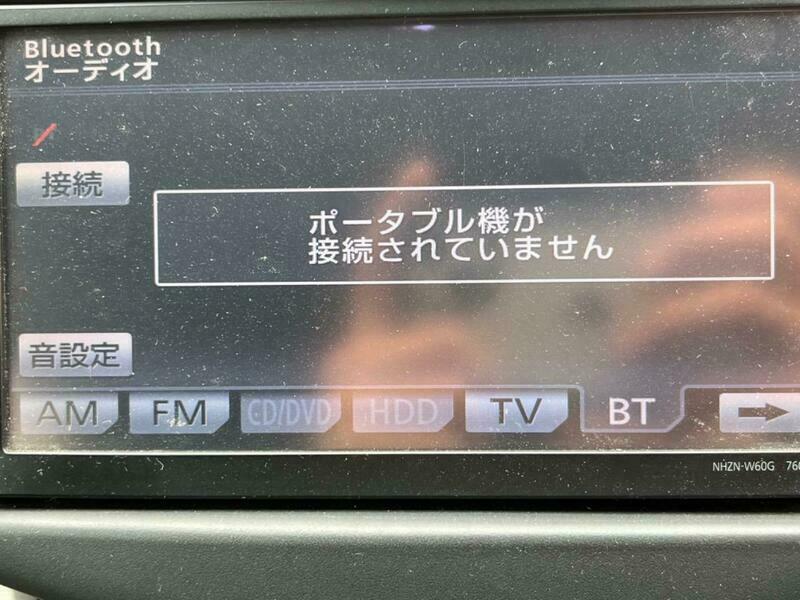 Bluetooth
オーディオ
接続
ポータブル機が
接続されていません
音設定
AM FM CD/DVD HDD TV BT
NHZN-W60G